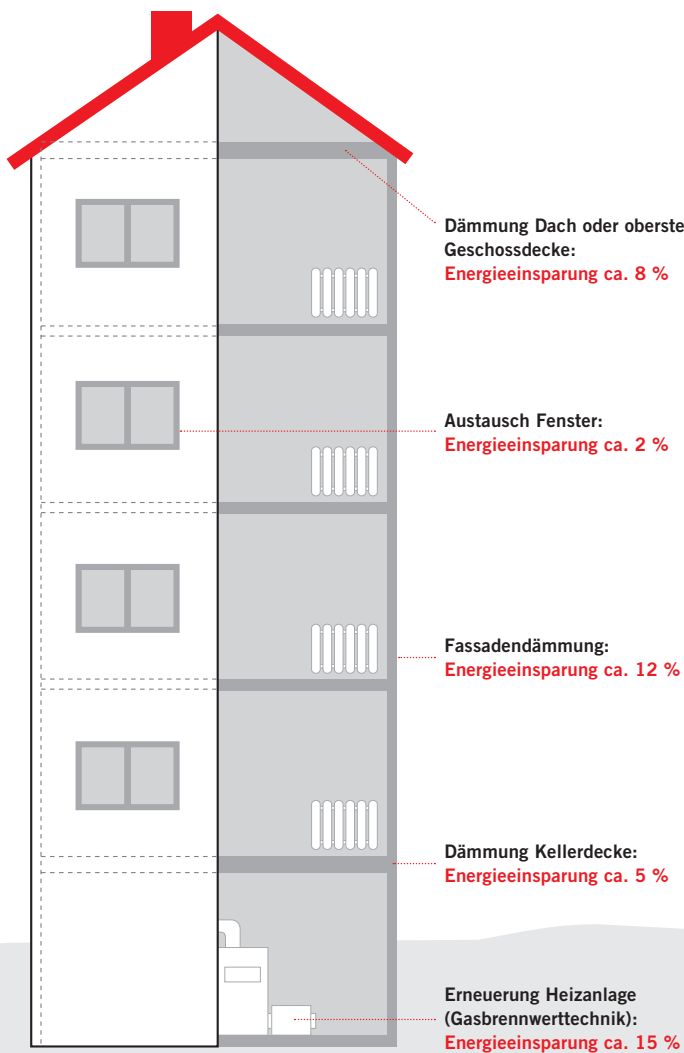 Dämmung Dach oder oberste
Geschossdecke:
Energieeinsparung ca. 8 %
Austausch Fenster:
Energieeinsparung ca. 2 %
Fassadendämmung:
Energieeinsparung ca. 12 %
Dämmung Kellerdecke:
Energieeinsparung ca. 5 %
Erneuerung Heizanlage
(Gasbrennwerttechnik):
Energieeinsparung ca. 15 %